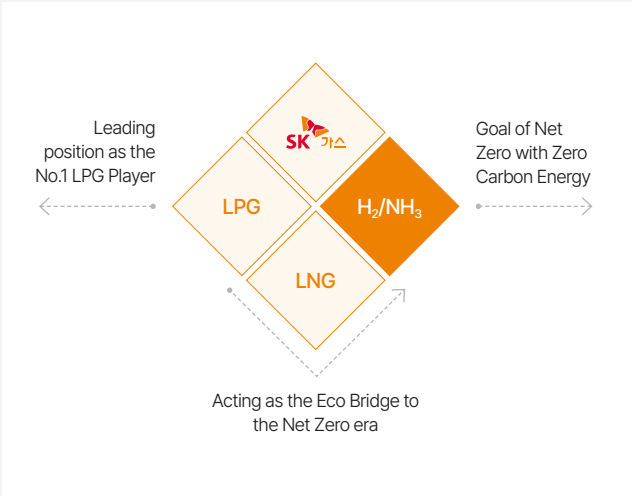 SK 가스
Leading
position as the
No.1 LPG Player
Goal of Net
Zero with Zero
Carbon Energy
LPG
H₂/NH₃
LNG
Acting as the Eco Bridge to
the Net Zero era